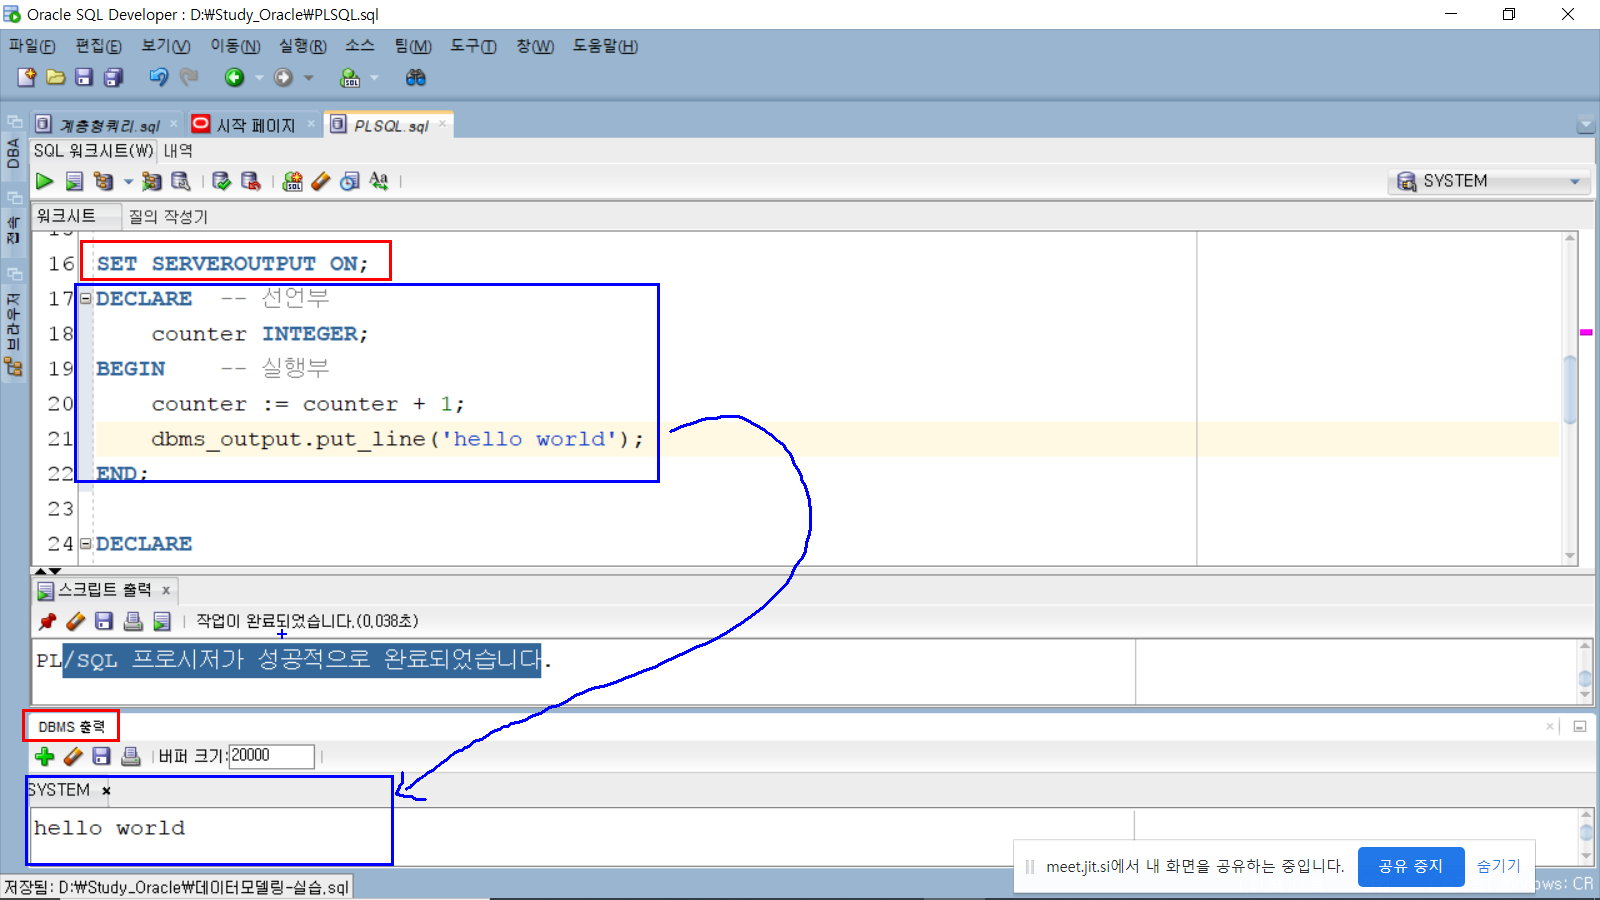 Oracle SQL Developer : D:₩Study_Oracle₩PLSQL.sql
파일(F) 편집(E) 보기(V) 이동(N) 실행(R) 소스 팀(M) 도구(T) 창(W) 도움말(H)
계층형쿼리.sql 시작 페이지 PLSQL.sql
DBA
접속
브라우저
SQL 워크시트(W) 내역
SYSTEM
워크시트 질의 작성기
16 SET SERVEROUTPUT ON;
17 DECLARE -- 선언부
18 counter INTEGER;
19 BEGIN -- 실행부
20 counter := counter + 1;
21 dbms_output.put_line('hello world');
22 END;
23
24 DECLARE
스크립트 출력 x
작업이 완료되었습니다.(0.038초)
PL/SQL 프로시저가 성공적으로 완료되었습니다.
DBMS 출력
버퍼 크기:20000
SYSTEM x
hello world
meet.jit.si에서 내 화면을 공유하는 중입니다. 공유 중지 숨기기
저장됨: D:₩Study_Oracle₩데이터모델링-실습.sql
ows: CR